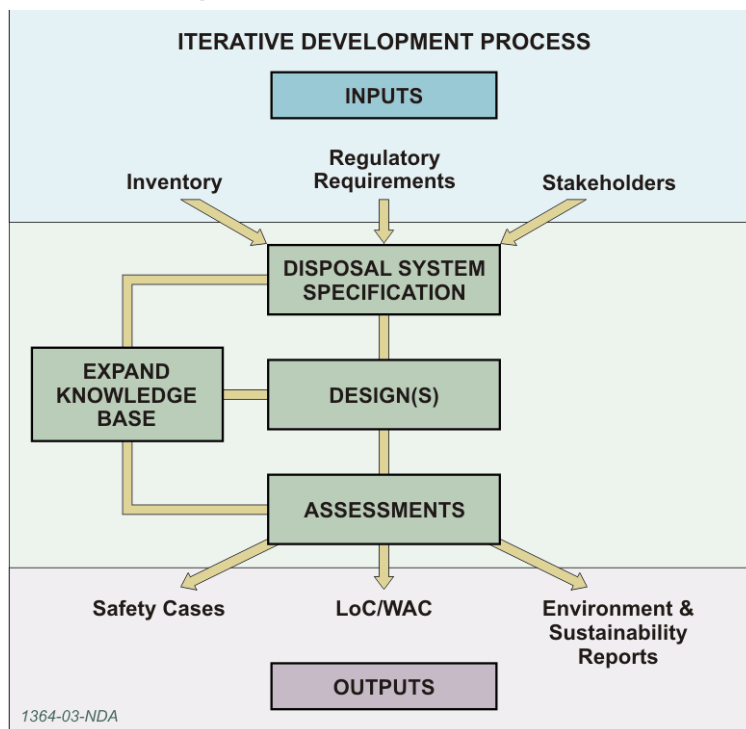 ITERATIVE DEVELOPMENT PROCESS
INPUTS
Inventory
Regulatory
Requirements
Stakeholders
DISPOSAL SYSTEM
SPECIFICATION
EXPAND
KNOWLEDGE
BASE
DESIGN(S)
ASSESSMENTS
Safety Cases
LoC/WAC
Environment &
Sustainability
Reports
OUTPUTS
1364-03-NDA